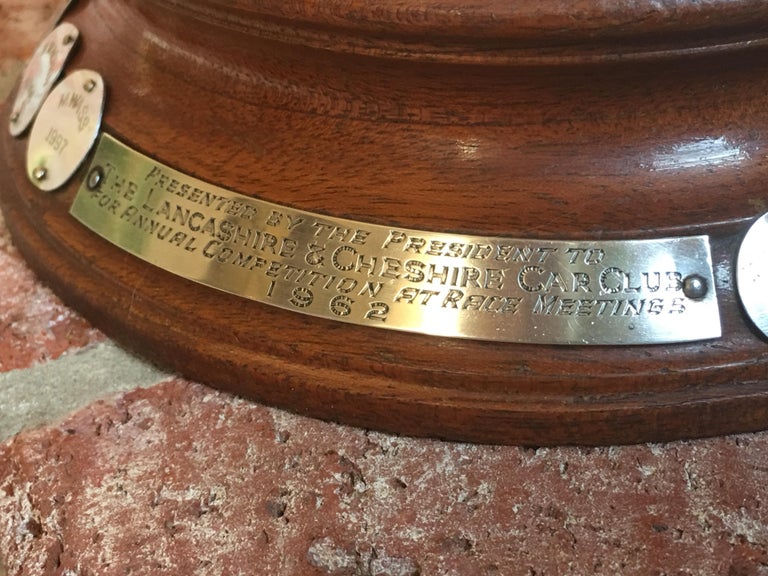 PRESENTED BY THE PRESIDENT TO
THE LANCASHIRE & CHESHIRE CAR CLUB
FOR ANNUAL COMPETITION AT RACE MEETINGS
1962
1997